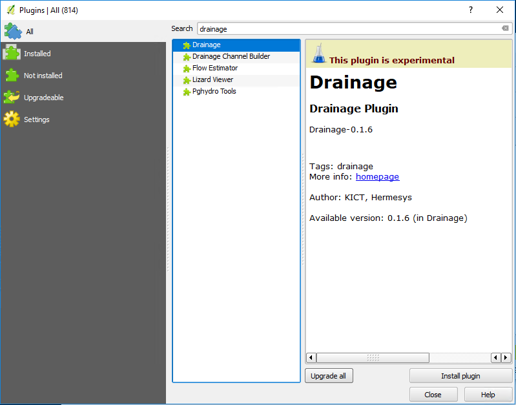 Plugins | All (814)
?
All
Installed
Not installed
Upgradeable
Settings
Search
drainage
Drainage
Drainage Channel Builder
Flow Estimator
Lizard Viewer
Pghydro Tools
This plugin is experimental
Drainage
Drainage Plugin
Drainage-0.1.6
Tags: drainage
More info: homepage
Author: KICT, Hermesys
Available version: 0.1.6 (in Drainage)
Upgrade all
Install plugin
Close
Help